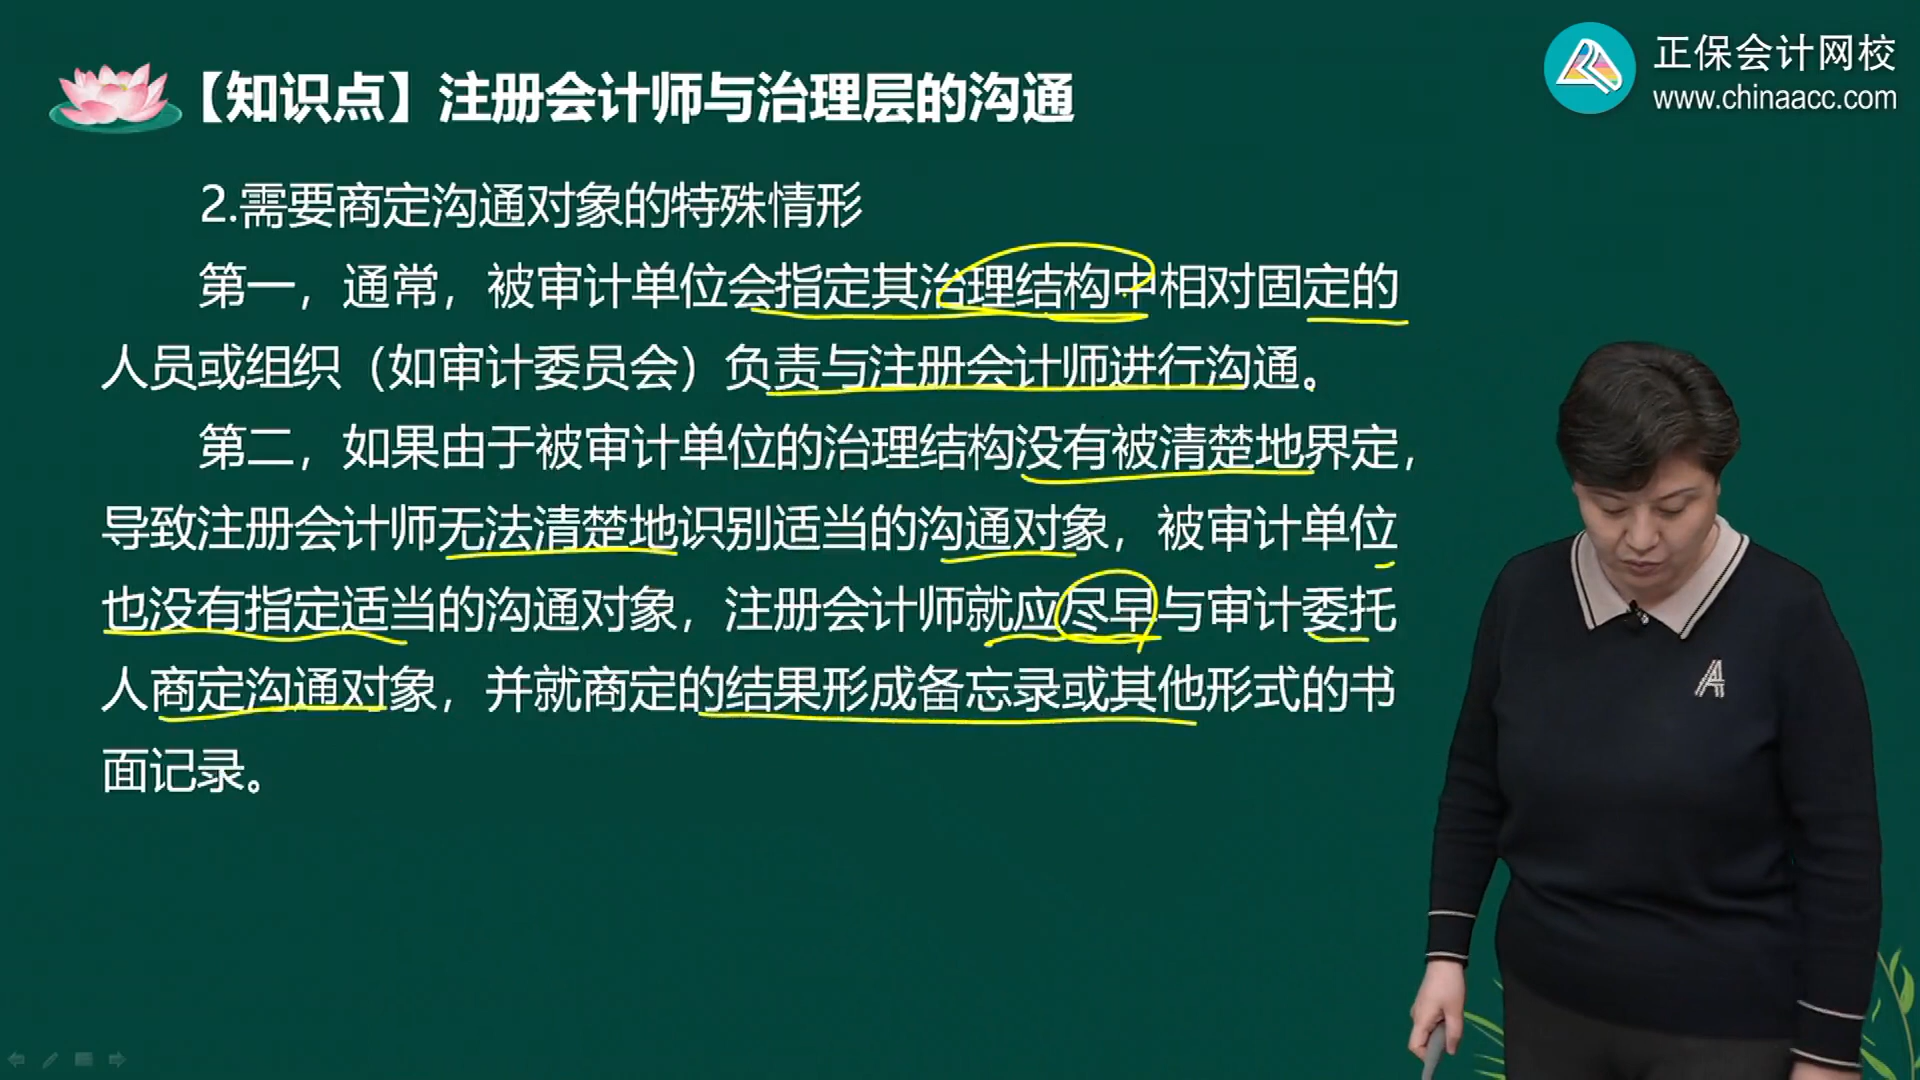 正保会计网校
www.chinaacc.com
【知识点】注册会计师与治理层的沟通
2.需要商定沟通对象的特殊情形
第一，通常，被审计单位会指定其治理结构中相对固定的
人员或组织（如审计委员会）负责与注册会计师进行沟通。
第二，如果由于被审计单位的治理结构没有被清楚地界定，
导致注册会计师无法清楚地识别适当的沟通对象，被审计单位
也没有指定适当的沟通对象，注册会计师就应尽早与审计委托
人商定沟通对象，并就商定的结果形成备忘录或其他形式的书
面记录。
A